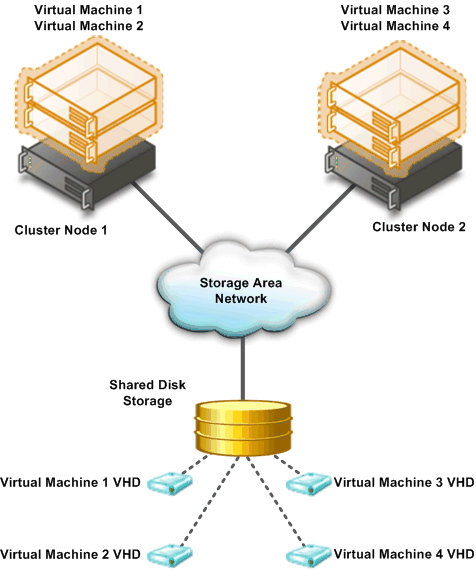 Virtual Machine 1
Virtual Machine 2
Virtual Machine 3
Virtual Machine 4
Cluster Node 1
Cluster Node 2
Storage Area
Network
Shared Disk
Storage
Virtual Machine 1 VHD
Virtual Machine 3 VHD
Virtual Machine 2 VHD
Virtual Machine 4 VHD